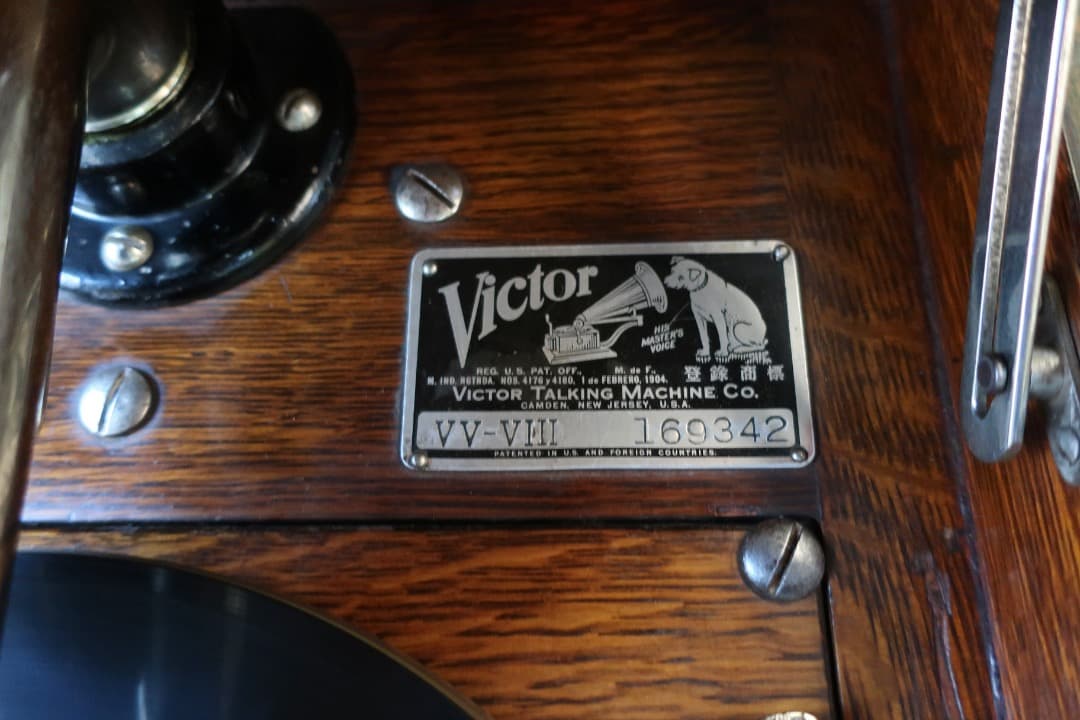 Victor
HIS
MASTER'S
VOICE
REG. U.S. PAT. OFF., M. de F.,
M. IND. RGTRDA. NOS. 4176 y 4180, 1 de FEBRERO, 1904. 登錄商標
VICTOR TALKING MACHINE CO.
CAMDEN, NEW JERSEY, U.S.A.
VV-VIII 169342
PATENTED IN U.S. AND FOREIGN COUNTRIES.